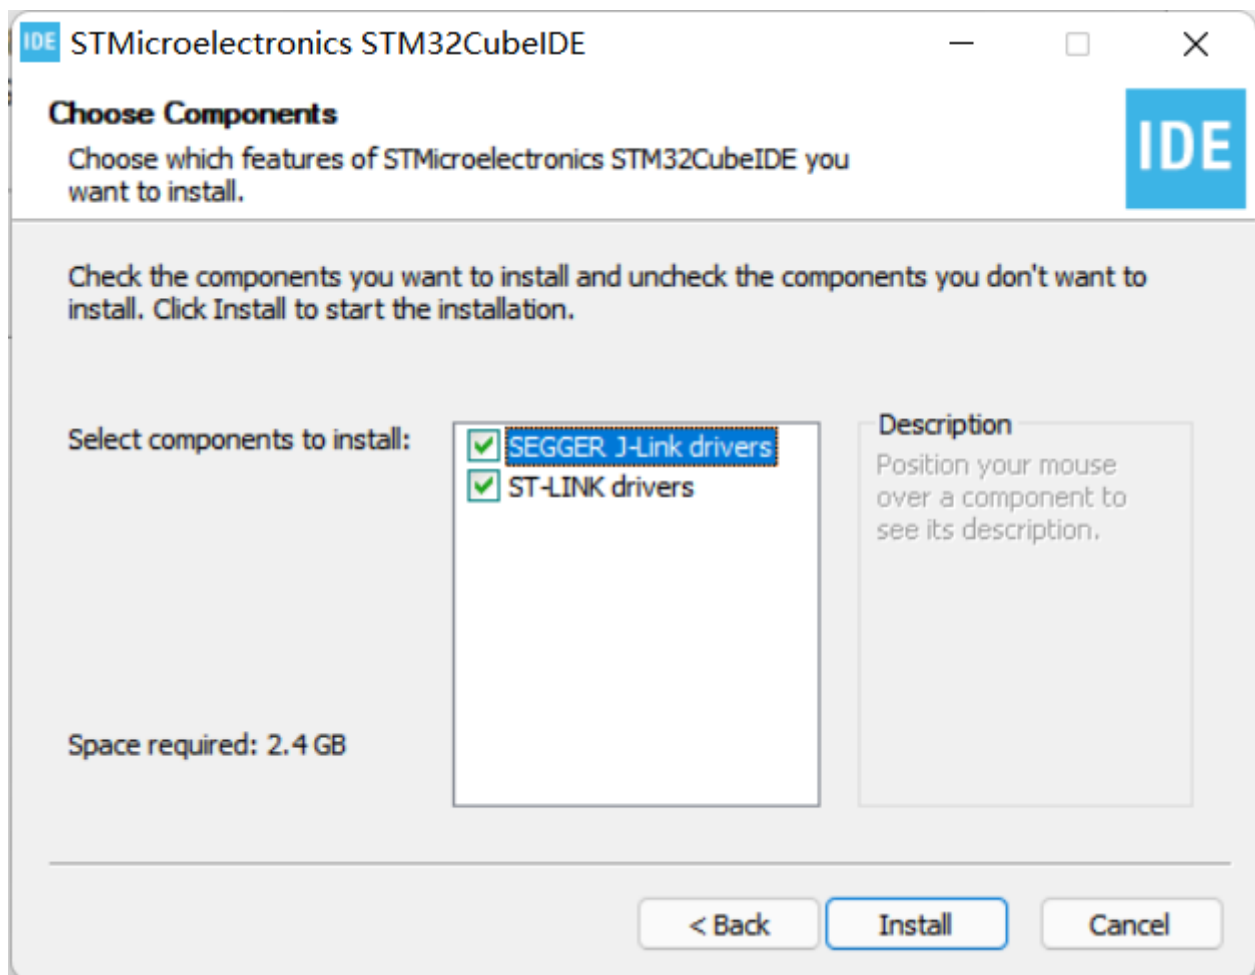 IDE STMicroelectronics STM32CubeIDE
Choose Components
Choose which features of STMicroelectronics STM32CubeIDE you
want to install.
IDE
Check the components you want to install and uncheck the components you don't want to
install. Click Install to start the installation.
Select components to install:
SEGGER J-Link drivers
ST-LINK drivers
Description
Position your mouse
over a component to
see its description.
Space required: 2.4 GB
< Back
Install
Cancel